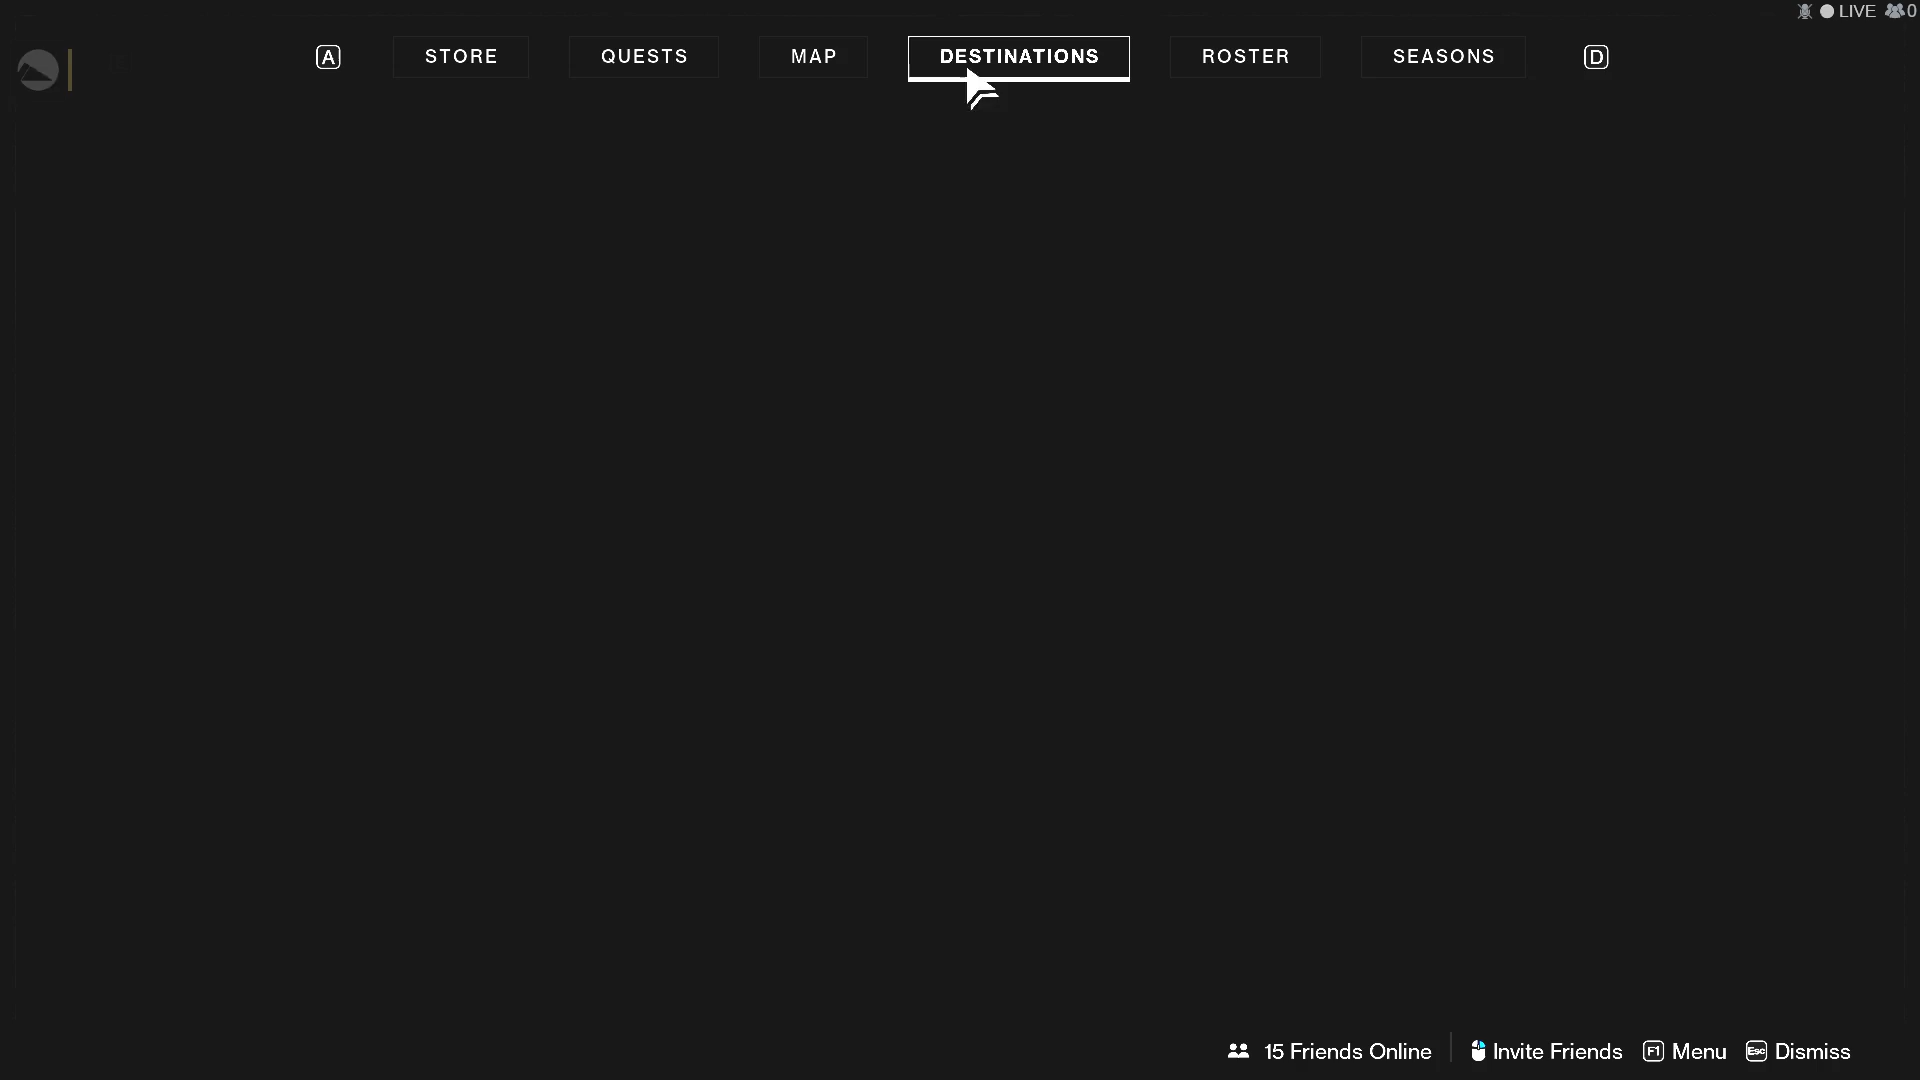 LIVE 0
A STORE QUESTS MAP DESTINATIONS ROSTER SEASONS D
15 Friends Online Invite Friends F1 Menu Esc Dismiss